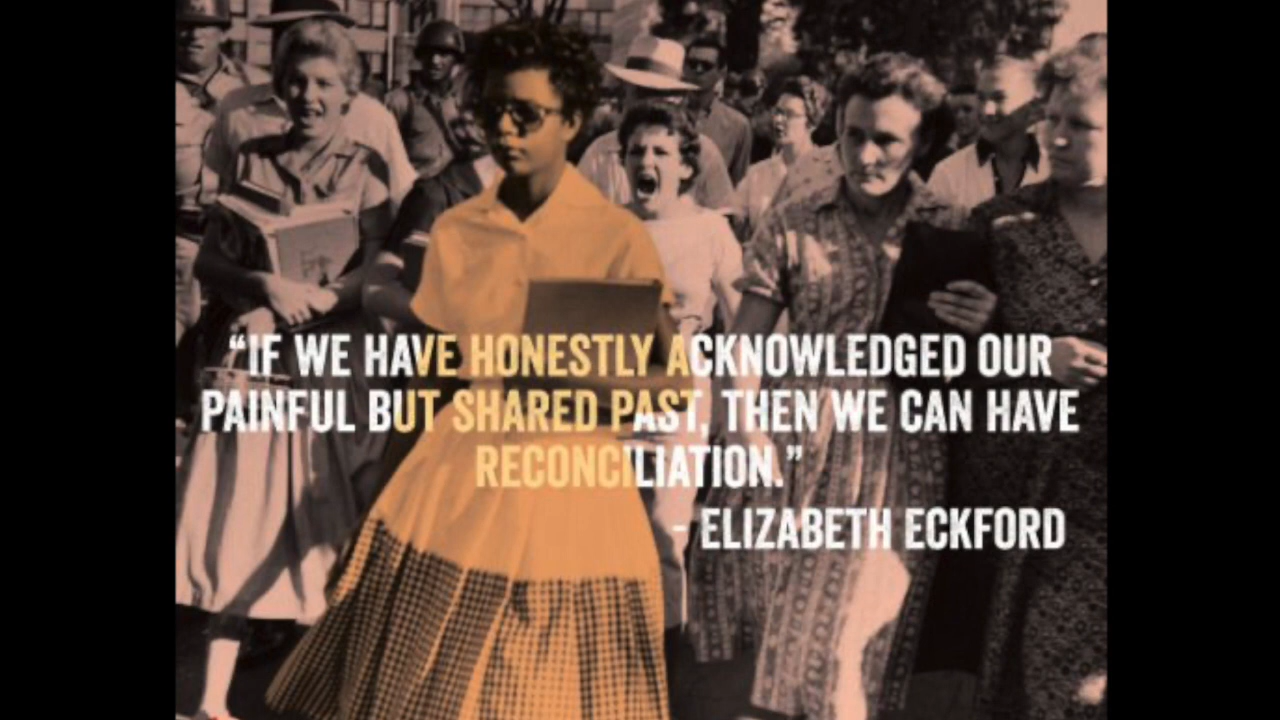 “IF WE HAVE HONESTLY ACKNOWLEDGED OUR
PAINFUL BUT SHARED PAST, THEN WE CAN HAVE
RECONCILIATION.”
- ELIZABETH ECKFORD